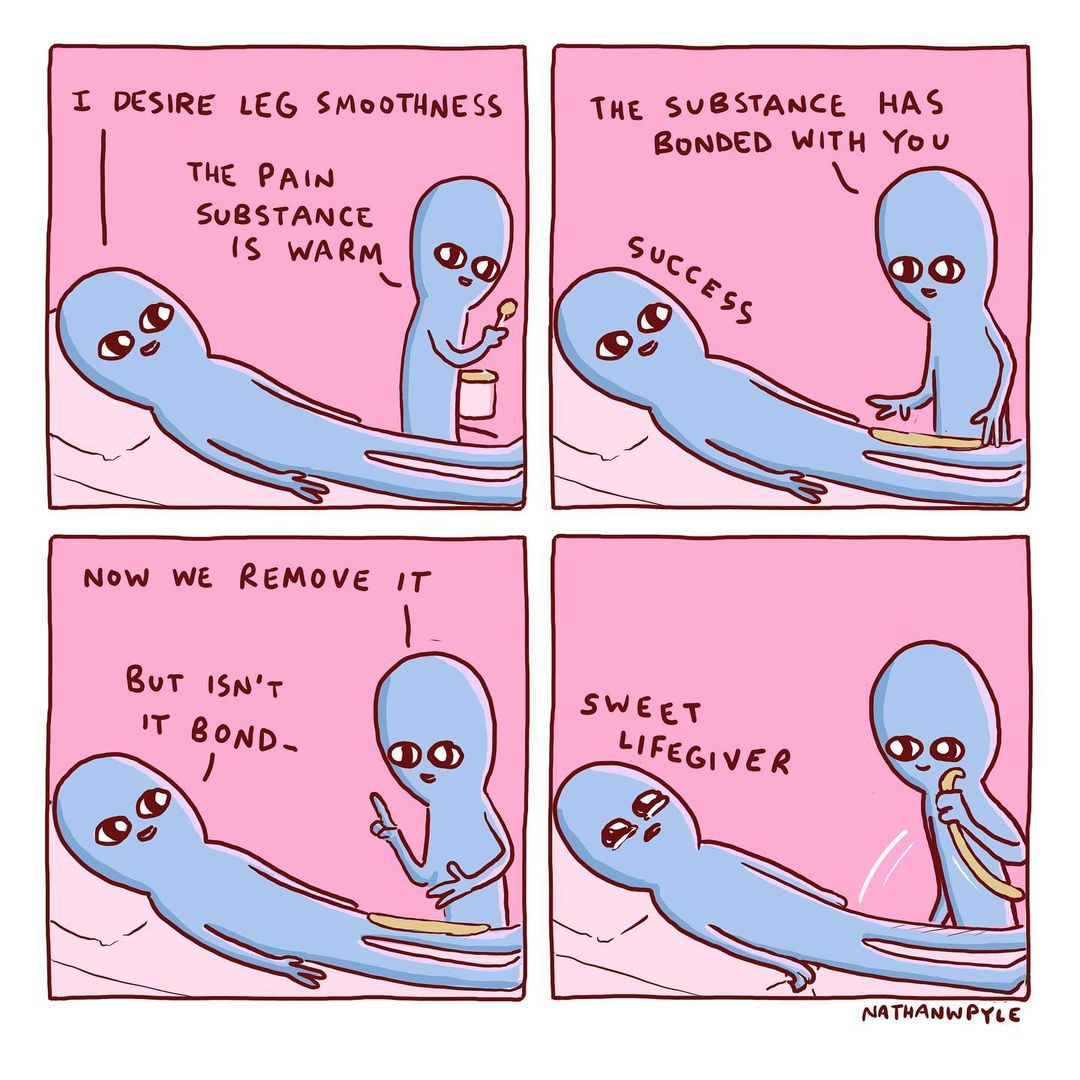 I DESIRE LEG SMOOTHNESS
THE PAIN
SUBSTANCE
IS WARM
THE SUBSTANCE HAS
BONDED WITH YOU
SUCCESS
NOW WE REMOVE IT
BUT ISN'T
IT BOND-
SWEET
LIFEGIVER
NATHANWPYLE